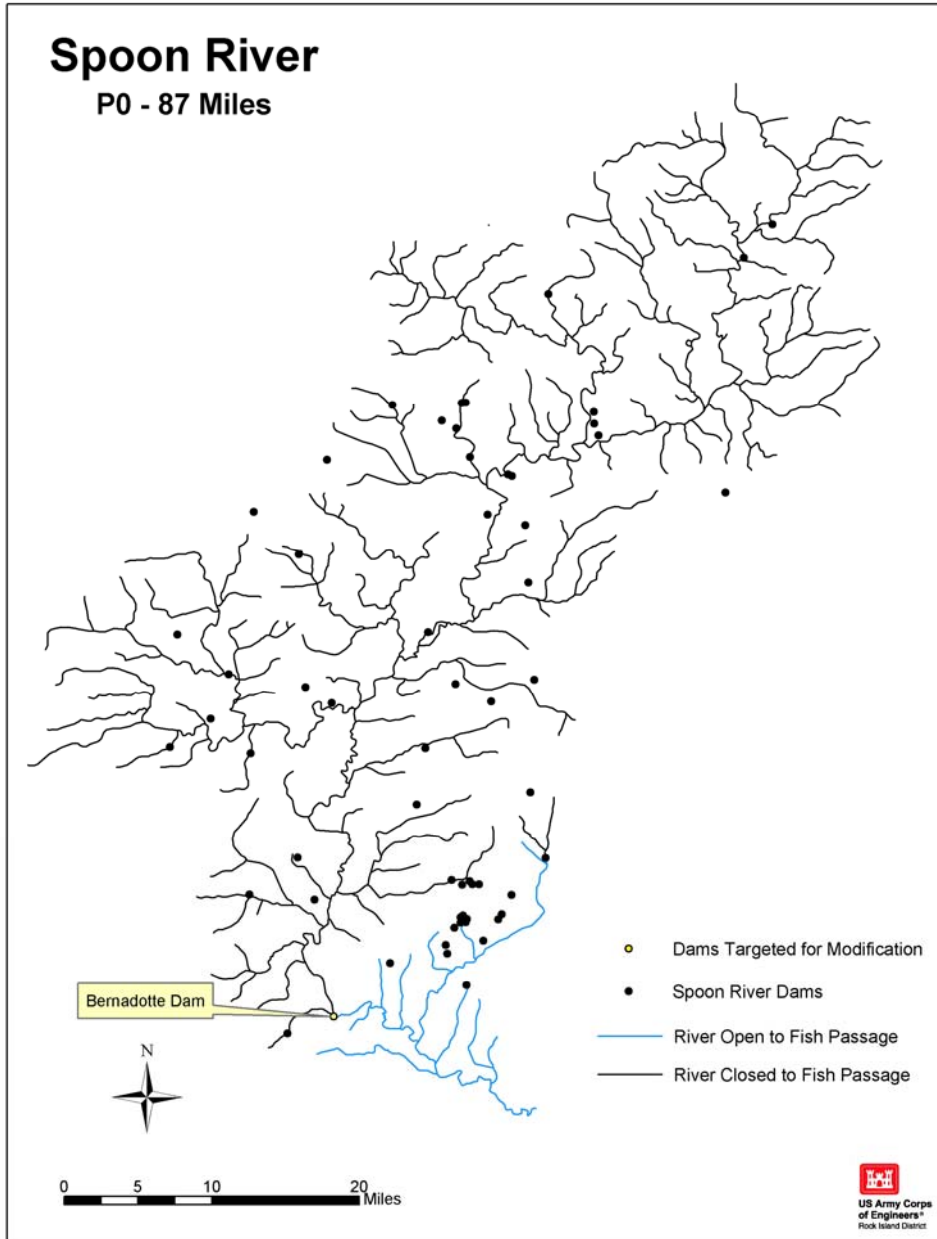 Spoon River
P0 - 87 Miles
Bernadotte Dam
Dams Targeted for Modification
Spoon River Dams
River Open to Fish Passage
River Closed to Fish Passage
N
0 5 10 20
Miles
US Army Corps
of Engineers®
Rock Island District